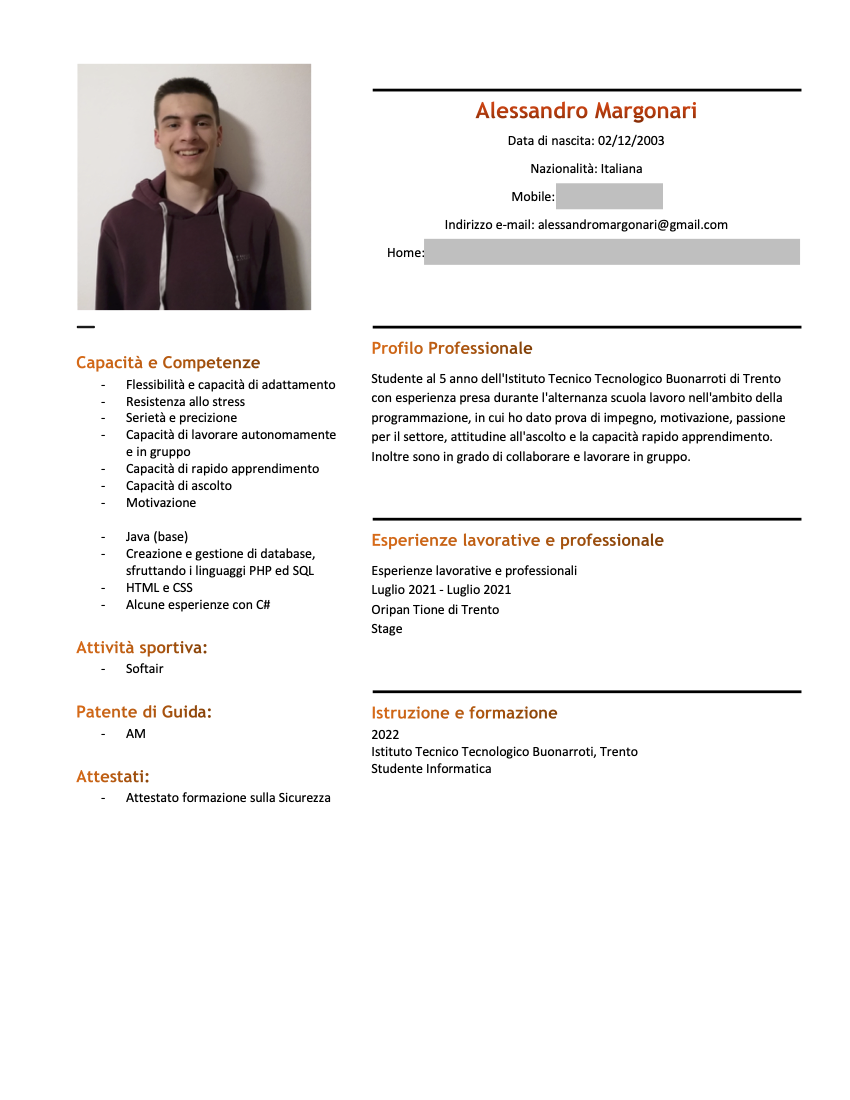 Alessandro Margonari
Data di nascita: 02/12/2003
Nazionalità: Italiana
Mobile:
Indirizzo e-mail: alessandromargonari@gmail.com
Home:
Capacità e Competenze
- Flessibilità e capacità di adattamento
- Resistenza allo stress
- Serietà e precizione
- Capacità di lavorare autonomamente
e in gruppo
- Capacità di rapido apprendimento
- Capacità di ascolto
- Motivazione
- Java (base)
- Creazione e gestione di database,
sfruttando i linguaggi PHP ed SQL
- HTML e CSS
- Alcune esperienze con C#
Attività sportiva:
- Softair
Patente di Guida:
- AM
Attestati:
- Attestato formazione sulla Sicurezza
Profilo Professionale
Studente al 5 anno dell'Istituto Tecnico Tecnologico Buonarroti di Trento
con esperienza presa durante l'alternanza scuola lavoro nell'ambito della
programmazione, in cui ho dato prova di impegno, motivazione, passione
per il settore, attitudine all'ascolto e la capacità rapido apprendimento.
Inoltre sono in grado di collaborare e lavorare in gruppo.
Esperienze lavorative e professionale
Esperienze lavorative e professionali
Luglio 2021 - Luglio 2021
Oripan Tione di Trento
Stage
Istruzione e formazione
2022
Istituto Tecnico Tecnologico Buonarroti, Trento
Studente Informatica